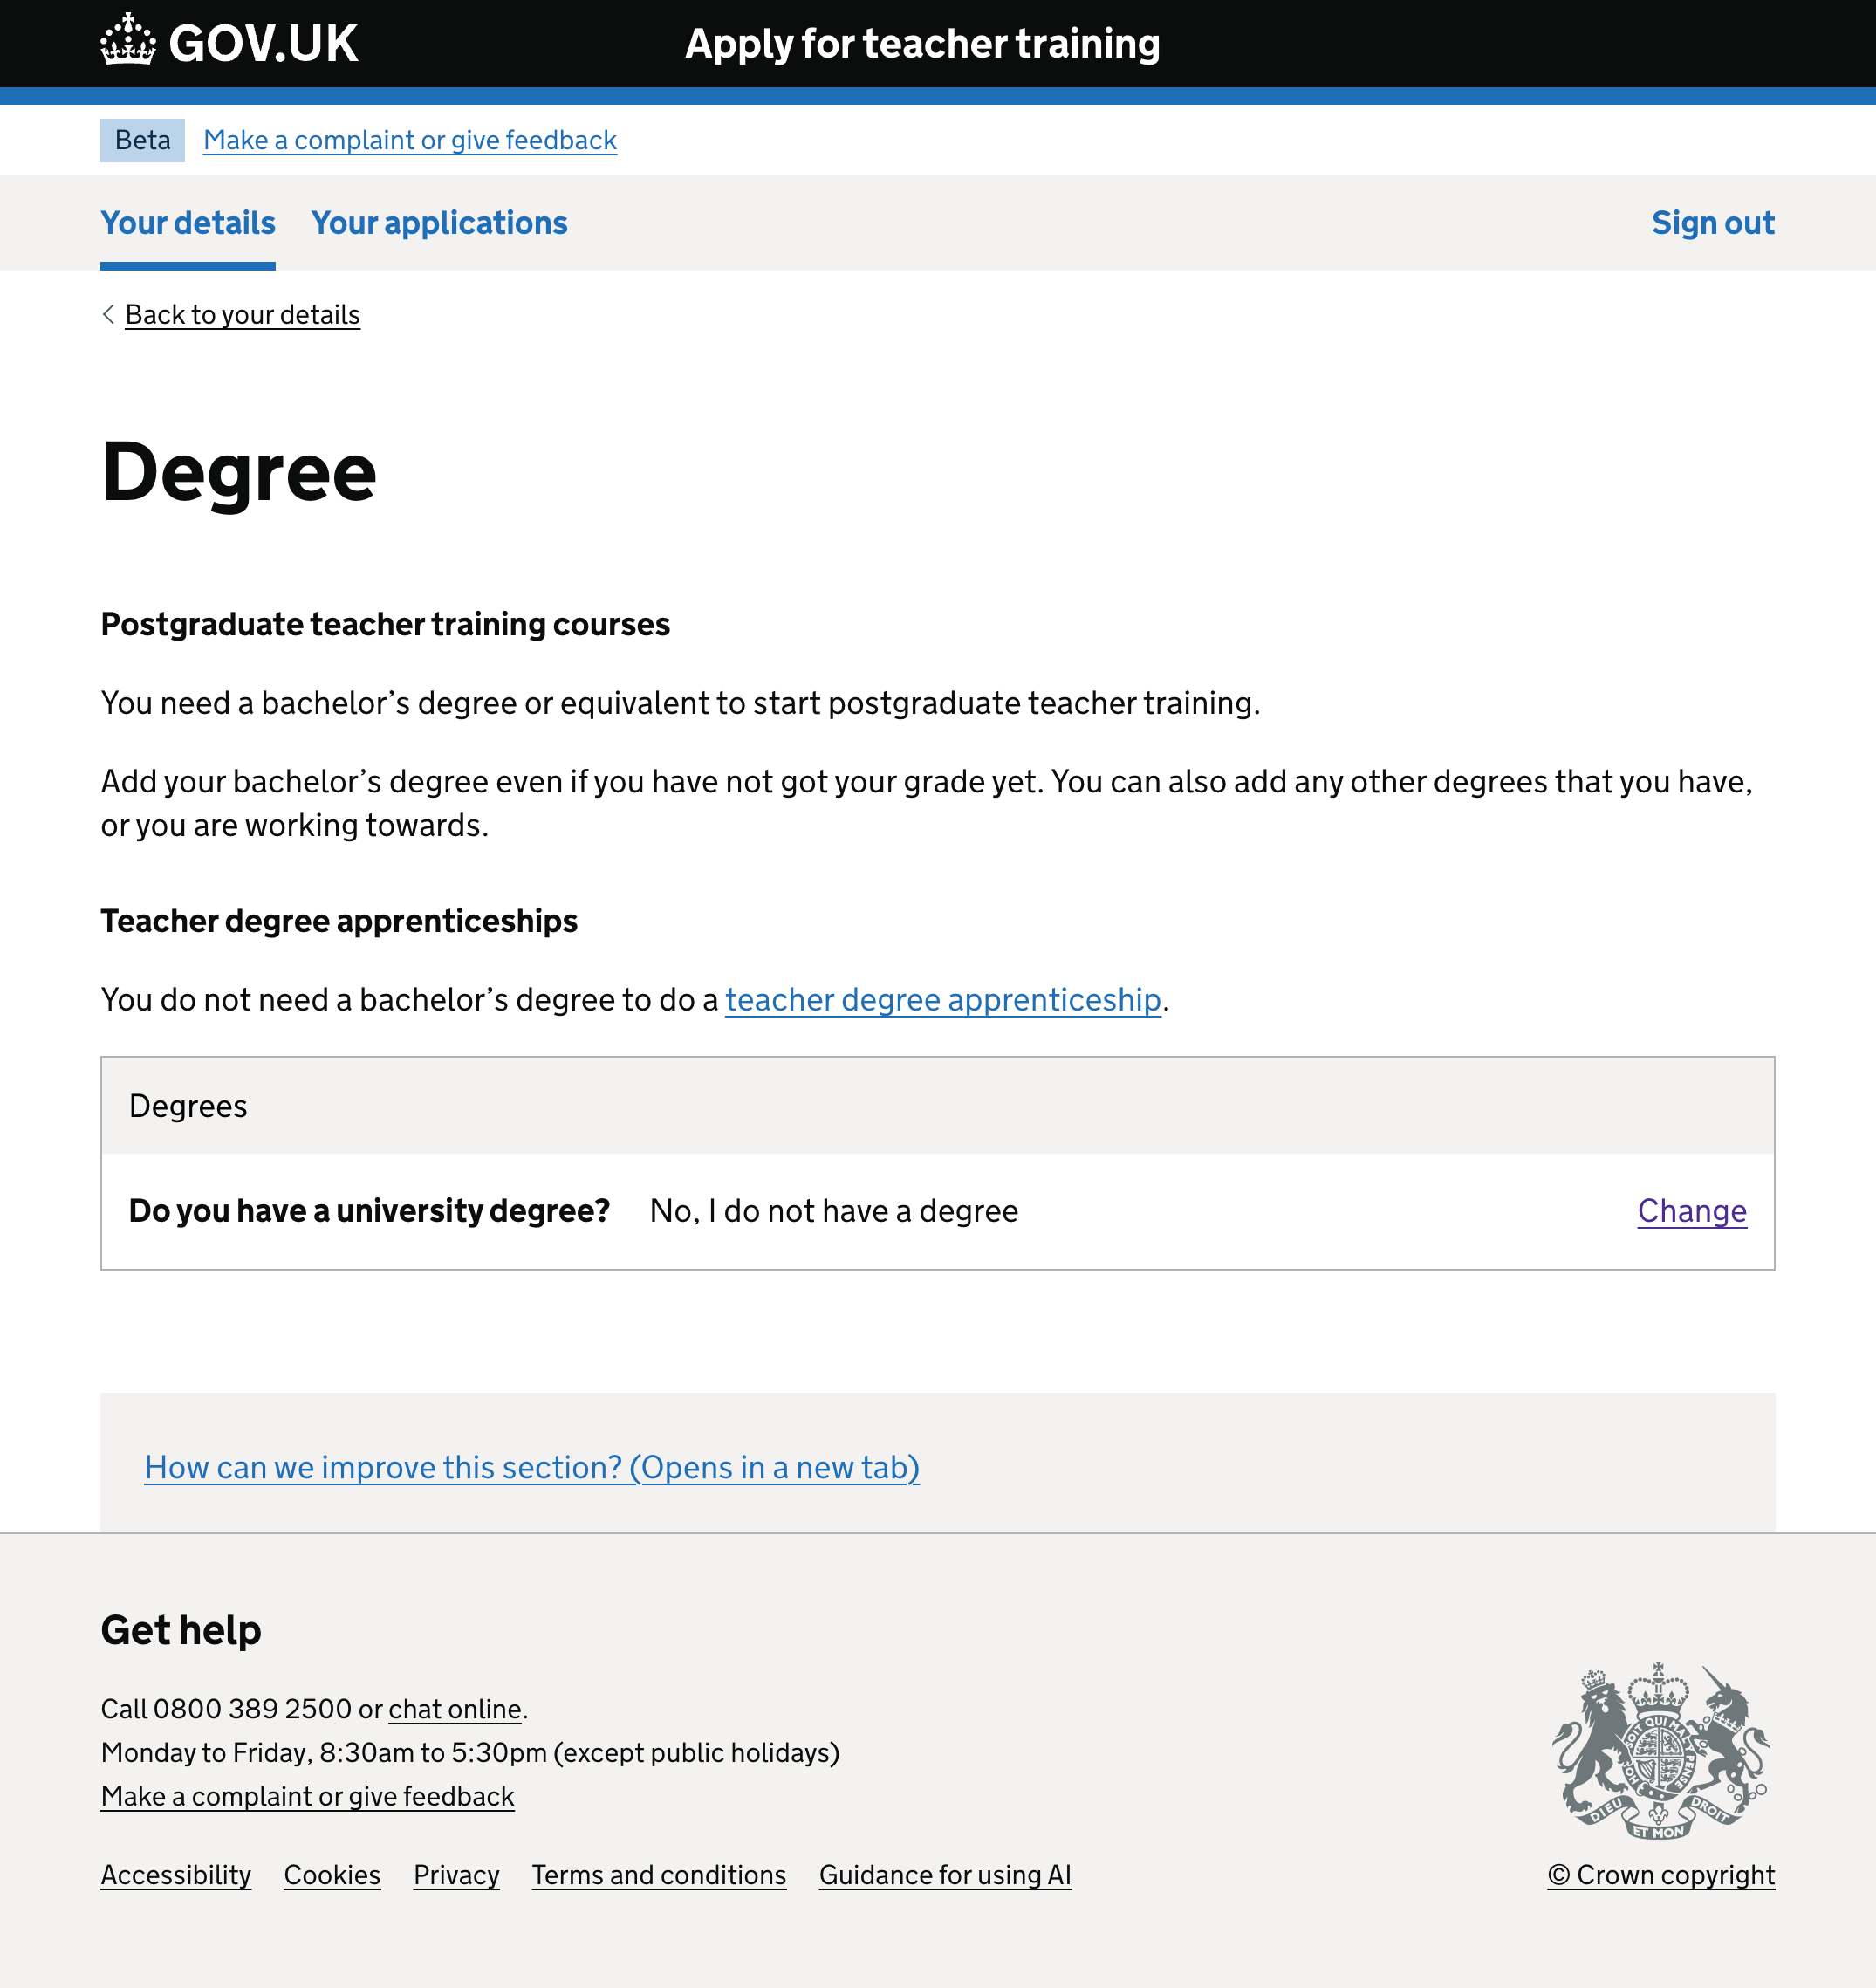 GOV.UK
Apply for teacher training
Beta
Make a complaint or give feedback
Your details
Your applications
Sign out
Back to your details
Degree
Postgraduate teacher training courses
You need a bachelor’s degree or equivalent to start postgraduate teacher training.
Add your bachelor’s degree even if you have not got your grade yet. You can also add any other degrees that you have,
or you are working towards.
Teacher degree apprenticeships
You do not need a bachelor’s degree to do a teacher degree apprenticeship.
Degrees
Do you have a university degree? No, I do not have a degree Change
How can we improve this section? (Opens in a new tab)
Get help
Call 0800 389 2500 or chat online.
Monday to Friday, 8:30am to 5:30pm (except public holidays)
Make a complaint or give feedback
SOIT QUI MAL Y PENSE
DIEU ET MON DROIT
Accessibility Cookies Privacy Terms and conditions Guidance for using AI
© Crown copyright